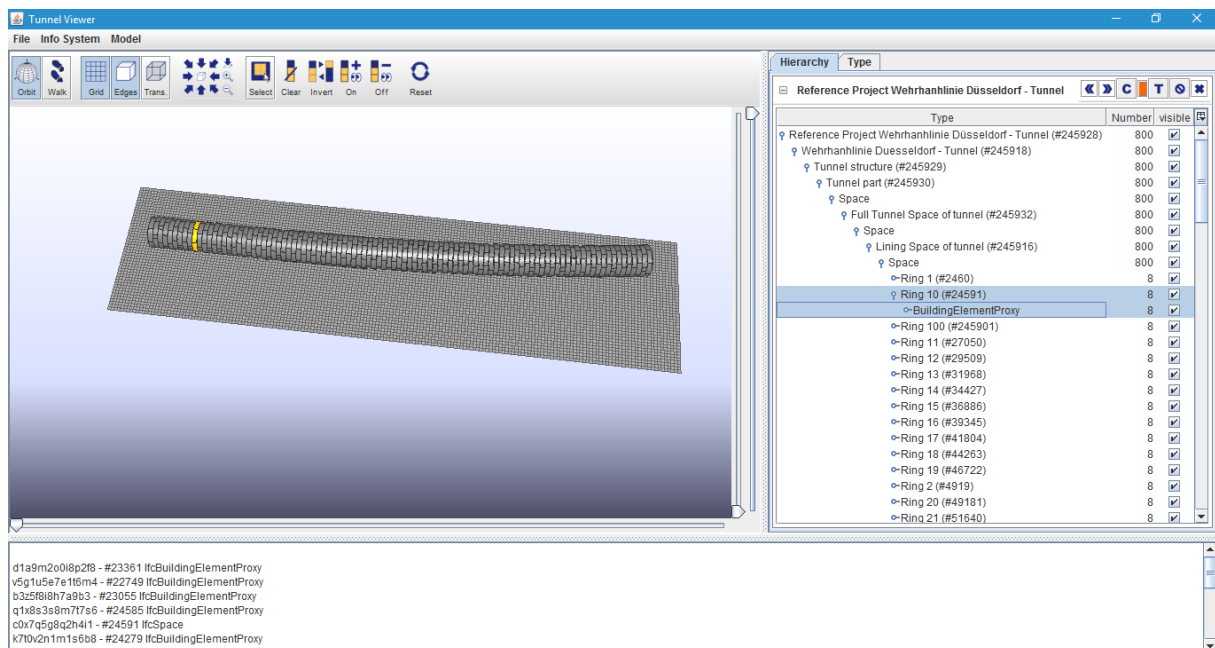 Tunnel Viewer
File Info System Model
Orbit Walk Grid Edges Trans. Select Clear Invert On Off Reset
Hierarchy Type
Reference Project Wehrhanhlinie Düsseldorf - Tunnel C T
Type Number visible
Reference Project Wehrhanhlinie Düsseldorf - Tunnel (#245928) 800
Wehrhanhlinie Duesseldorf - Tunnel (#245918) 800
Tunnel structure (#245929) 800
Tunnel part (#245930) 800
Space 800
Full Tunnel Space of tunnel (#245932) 800
Space 800
Lining Space of tunnel (#245916) 800
Space 800
Ring 1 (#2460) 8
Ring 10 (#24591) 8
BuildingElementProxy 8
Ring 100 (#245901) 8
Ring 11 (#27050) 8
Ring 12 (#29509) 8
Ring 13 (#31968) 8
Ring 14 (#34427) 8
Ring 15 (#36886) 8
Ring 16 (#39345) 8
Ring 17 (#41804) 8
Ring 18 (#44263) 8
Ring 19 (#46722) 8
Ring 2 (#4919) 8
Ring 20 (#49181) 8
Ring 21 (#51640) 8
d1a9m2o0i8p2f8 - #23361 IfcBuildingElementProxy
v5g1u5e7e1t6m4 - #22749 IfcBuildingElementProxy
b3z5f8i8h7a9b3 - #23055 IfcBuildingElementProxy
q1x8s3s8m7t7s6 - #24585 IfcBuildingElementProxy
c0x7q5g8q2h4i1 - #24591 IfcSpace
k7t0v2n1m1s6b8 - #24279 IfcBuildingElementProxy